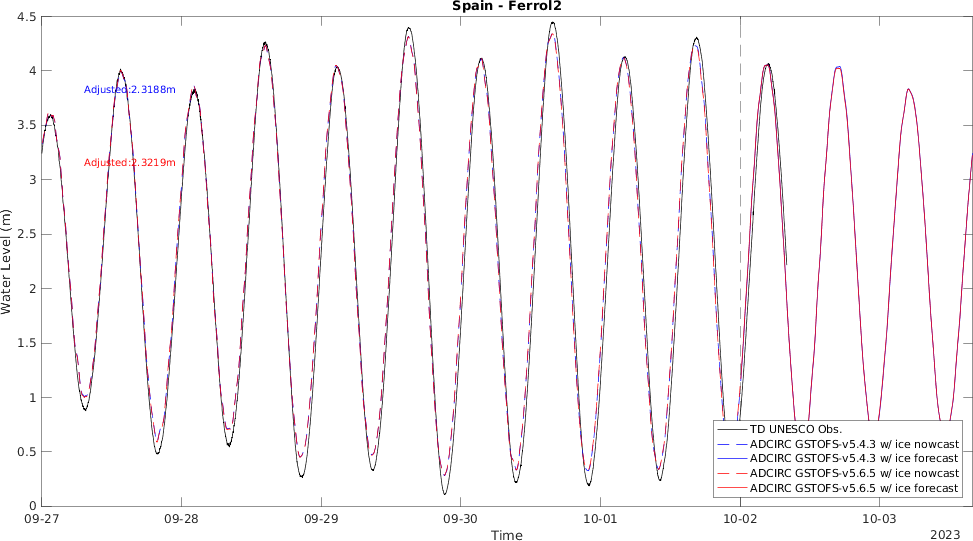 Spain - Ferrol2
4.5
4
3.5
3
2.5
2
1.5
1
0.5
0
Water Level (m)
Adjusted:2.3188m
Adjusted:2.3219m
TD UNESCO Obs.
ADCIRC GSTOFS-v5.4.3 w/ ice nowcast
ADCIRC GSTOFS-v5.4.3 w/ ice forecast
ADCIRC GSTOFS-v5.6.5 w/ ice nowcast
ADCIRC GSTOFS-v5.6.5 w/ ice forecast
09-27 09-28 09-29 09-30 10-01 10-02 10-03
Time
2023